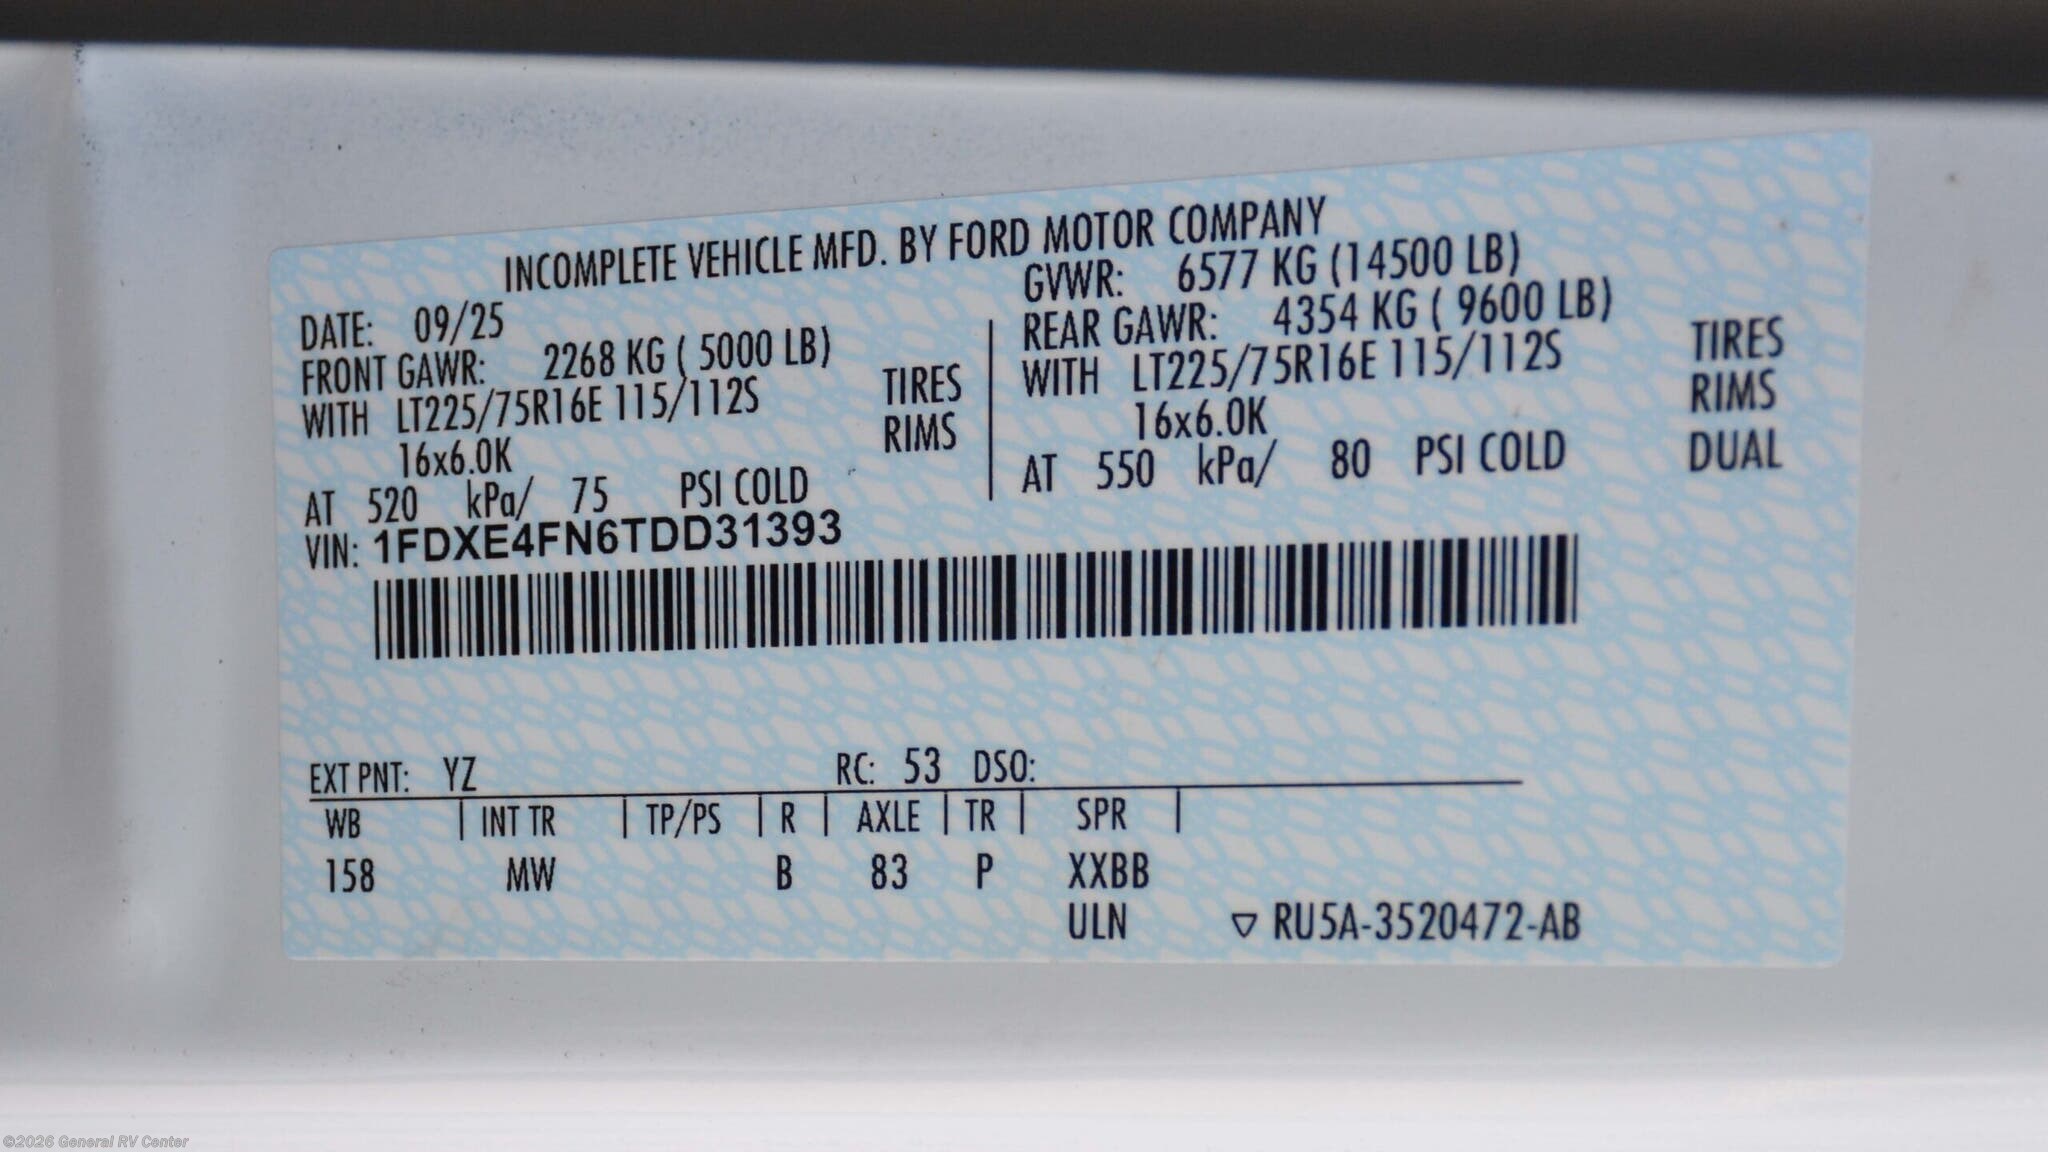 INCOMPLETE VEHICLE MFD. BY FORD MOTOR COMPANY
DATE: 09/25
GVWR: 6577 KG (14500 LB)
FRONT GAWR: 2268 KG ( 5000 LB)
REAR GAWR: 4354 KG ( 9600 LB)
WITH LT225/75R16E 115/112S TIRES
WITH LT225/75R16E 115/112S TIRES
16x6.0K RIMS
16x6.0K RIMS
AT 520 kPa/ 75 PSI COLD
AT 550 kPa/ 80 PSI COLD DUAL
VIN: 1FDXE4FN6TDD31393
EXT PNT: YZ RC: 53 DSO:
WB | INT TR | TP/PS | R | AXLE | TR | SPR |
158 MW B 83 P XXBB
ULN ▽ RU5A-3520472-AB
©2026 General RV Center